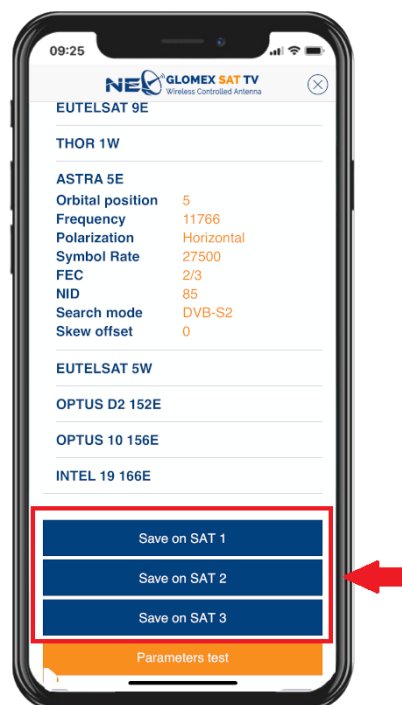 09:25
NEO GLOMEX SAT TV
Wireless Controlled Antenna
EUTELSAT 9E
THOR 1W
ASTRA 5E
Orbital position 5
Frequency 11766
Polarization Horizontal
Symbol Rate 27500
FEC 2/3
NID 85
Search mode DVB-S2
Skew offset 0
EUTELSAT 5W
OPTUS D2 152E
OPTUS 10 156E
INTEL 19 166E
Save on SAT 1
Save on SAT 2
Save on SAT 3
Parameters test